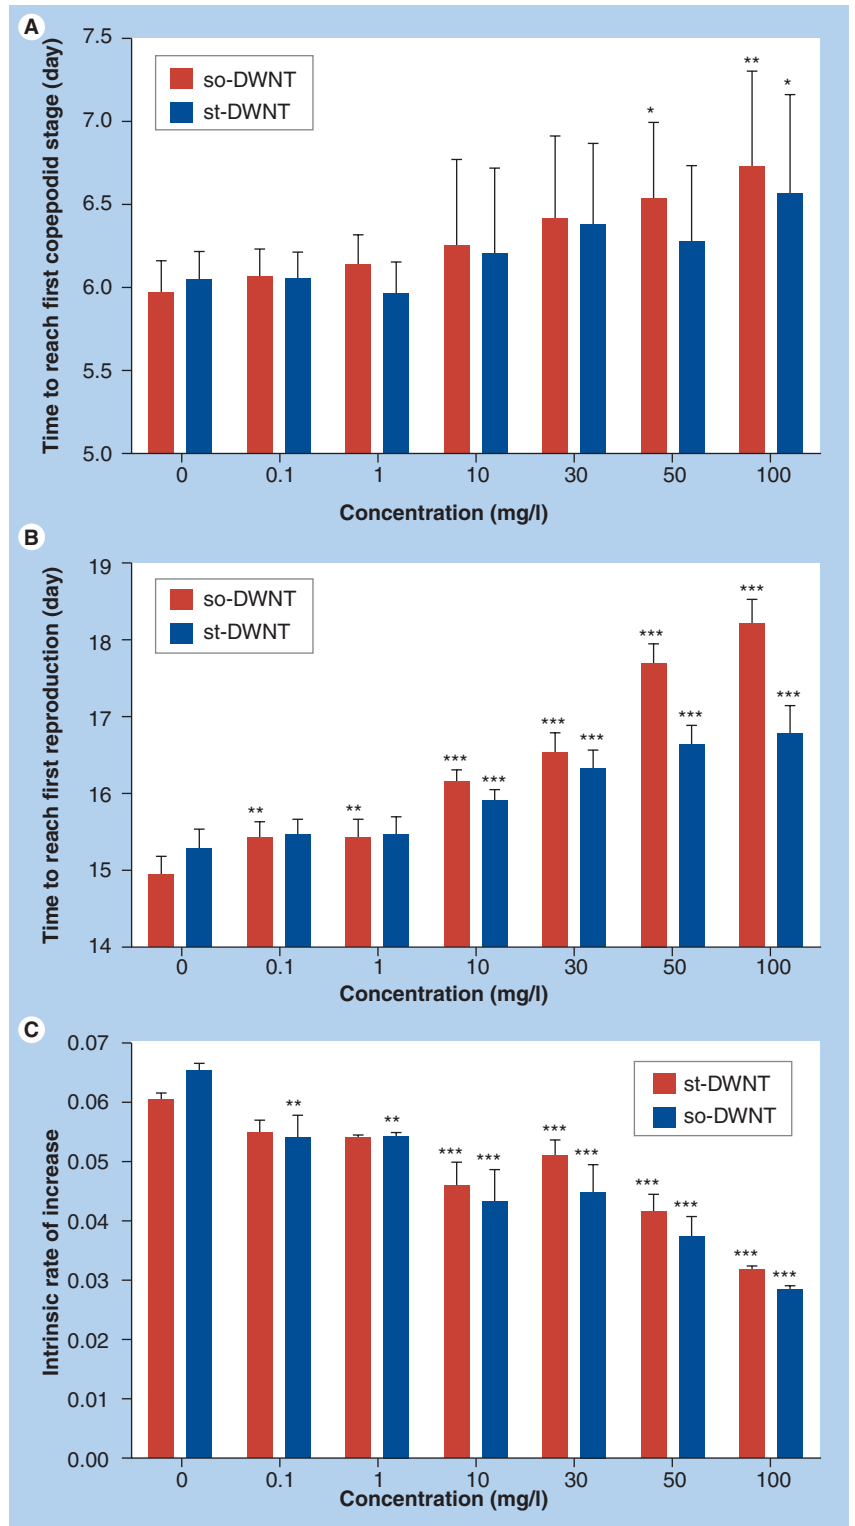 A
Time to reach first copepodid stage (day)
7.5
7.0
6.5
6.0
5.5
5.0
so-DWNT
st-DWNT
*
**
*
0 0.1 1 10 30 50 100
Concentration (mg/l)
B
Time to reach first reproduction (day)
19
18
17
16
15
14
so-DWNT
st-DWNT
**
**
***
***
***
***
***
***
***
***
0 0.1 1 10 30 50 100
Concentration (mg/l)
C
Intrinsic rate of increase
0.07
0.06
0.05
0.04
0.03
0.02
0.01
0.00
st-DWNT
so-DWNT
**
**
***
***
***
***
***
***
***
***
0 0.1 1 10 30 50 100
Concentration (mg/l)